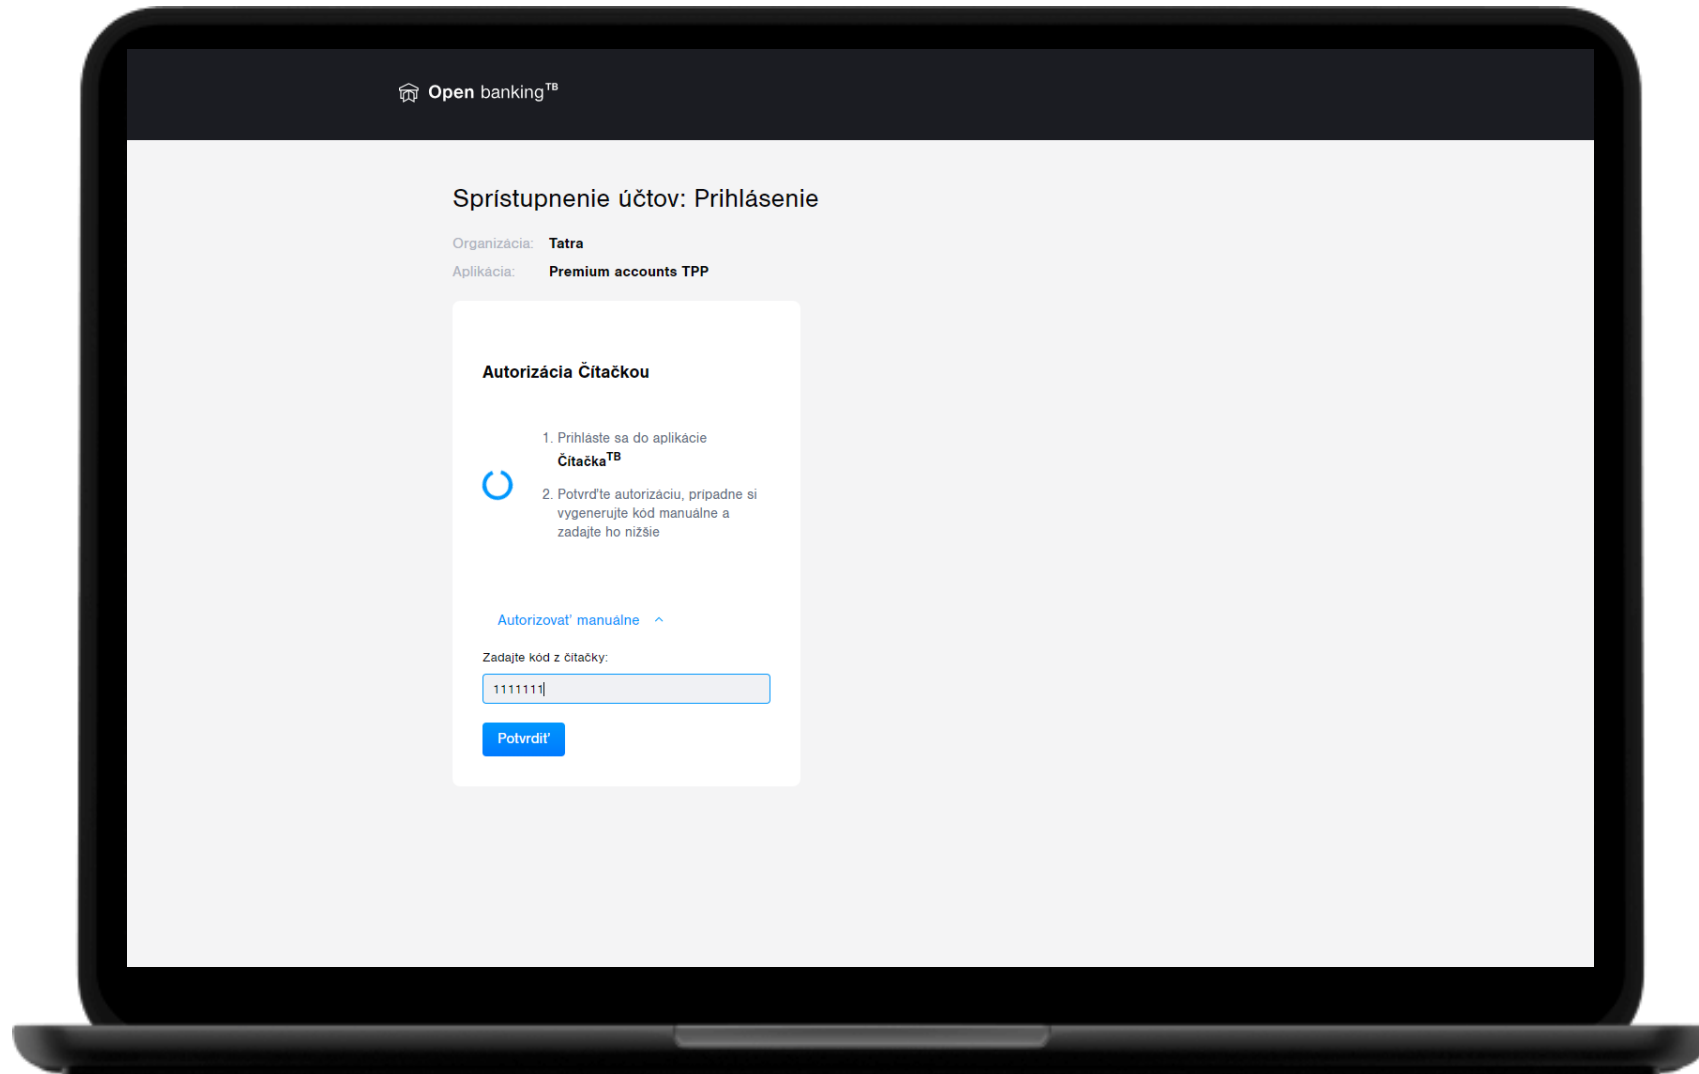 Open banking™ᴮ
Sprístupnenie účtov: Prihlásenie
Organizácia: Tatra
Aplikácia: Premium accounts TPP
Autorizácia Čítačkou
1. Prihláste sa do aplikácie
ČítačkaTB
2. Potvrďte autorizáciu, prípadne si
vygenerujte kód manuálne a
zadajte ho nižšie
Autorizovať manuálne
Zadajte kód z čítačky:
1111111
Potvrdiť